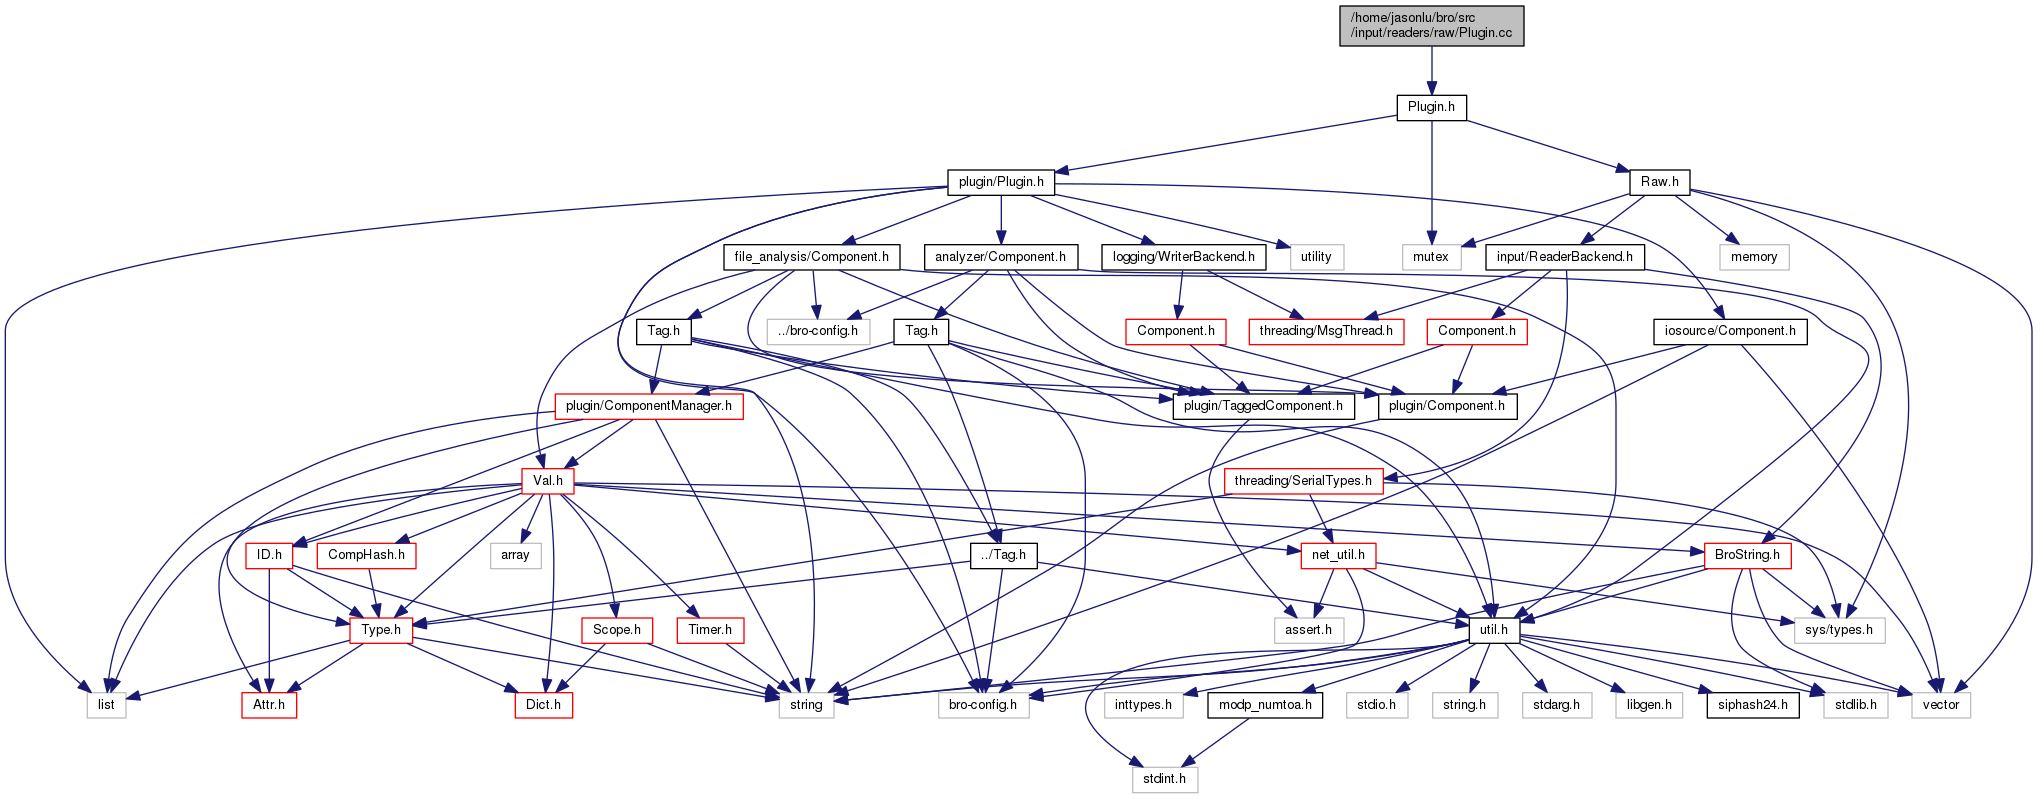 /home/jasonlu/bro/src
/input/readers/raw/Plugin.cc
Plugin.h
plugin/Plugin.h
Raw.h
file_analysis/Component.h
analyzer/Component.h
logging/WriterBackend.h
utility
mutex
input/ReaderBackend.h
memory
Tag.h
../bro-config.h
Tag.h
Component.h
threading/MsgThread.h
Component.h
iosource/Component.h
plugin/ComponentManager.h
plugin/TaggedComponent.h
plugin/Component.h
Val.h
threading/SerialTypes.h
ID.h
CompHash.h
array
../Tag.h
net_util.h
BroString.h
Type.h
Scope.h
Timer.h
assert.h
util.h
sys/types.h
list
Attr.h
Dict.h
string
bro-config.h
inttypes.h
modp_numtoa.h
stdio.h
string.h
stdarg.h
libgen.h
siphash24.h
stdlib.h
vector
stdint.h